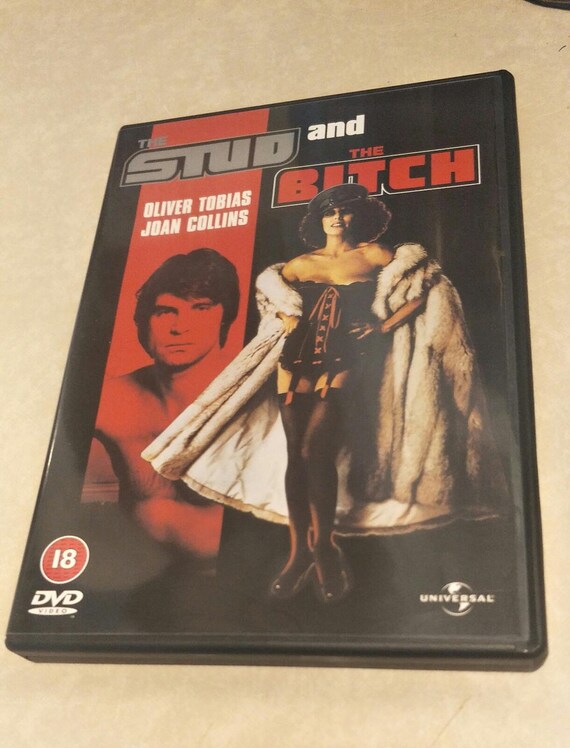 THE
STUD
and
THE
BITCH
OLIVER TOBIAS
JOAN COLLINS
18
DVD
VIDEO
UNIVERSAL